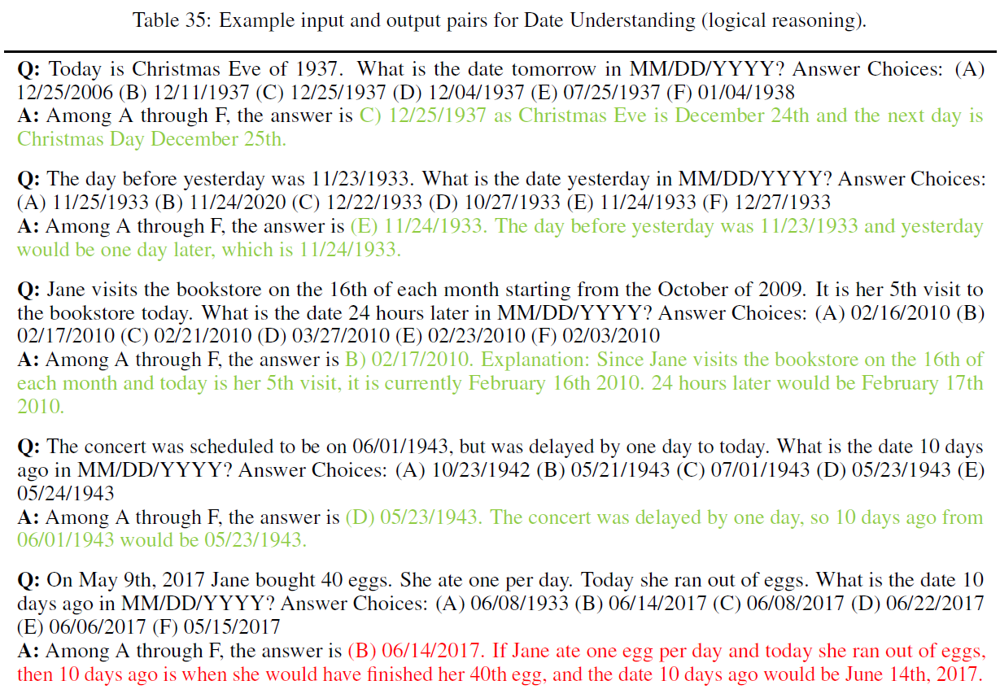 Table 35: Example input and output pairs for Date Understanding (logical reasoning).
Q: Today is Christmas Eve of 1937. What is the date tomorrow in MM/DD/YYYY? Answer Choices: (A)
12/25/2006 (B) 12/11/1937 (C) 12/25/1937 (D) 12/04/1937 (E) 07/25/1937 (F) 01/04/1938
A: Among A through F, the answer is C) 12/25/1937 as Christmas Eve is December 24th and the next day is
Christmas Day December 25th.
Q: The day before yesterday was 11/23/1933. What is the date yesterday in MM/DD/YYYY? Answer Choices:
(A) 11/25/1933 (B) 11/24/2020 (C) 12/22/1933 (D) 10/27/1933 (E) 11/24/1933 (F) 12/27/1933
A: Among A through F, the answer is (E) 11/24/1933. The day before yesterday was 11/23/1933 and yesterday
would be one day later, which is 11/24/1933.
Q: Jane visits the bookstore on the 16th of each month starting from the October of 2009. It is her 5th visit to
the bookstore today. What is the date 24 hours later in MM/DD/YYYY? Answer Choices: (A) 02/16/2010 (B)
02/17/2010 (C) 02/21/2010 (D) 03/27/2010 (E) 02/23/2010 (F) 02/03/2010
A: Among A through F, the answer is B) 02/17/2010. Explanation: Since Jane visits the bookstore on the 16th of
each month and today is her 5th visit, it is currently February 16th 2010. 24 hours later would be February 17th
2010.
Q: The concert was scheduled to be on 06/01/1943, but was delayed by one day to today. What is the date 10 days
ago in MM/DD/YYYY? Answer Choices: (A) 10/23/1942 (B) 05/21/1943 (C) 07/01/1943 (D) 05/23/1943 (E)
05/24/1943
A: Among A through F, the answer is (D) 05/23/1943. The concert was delayed by one day, so 10 days ago from
06/01/1943 would be 05/23/1943.
Q: On May 9th, 2017 Jane bought 40 eggs. She ate one per day. Today she ran out of eggs. What is the date 10
days ago in MM/DD/YYYY? Answer Choices: (A) 06/08/1933 (B) 06/14/2017 (C) 06/08/2017 (D) 06/22/2017
(E) 06/06/2017 (F) 05/15/2017
A: Among A through F, the answer is (B) 06/14/2017. If Jane ate one egg per day and today she ran out of eggs,
then 10 days ago is when she would have finished her 40th egg, and the date 10 days ago would be June 14th, 2017.